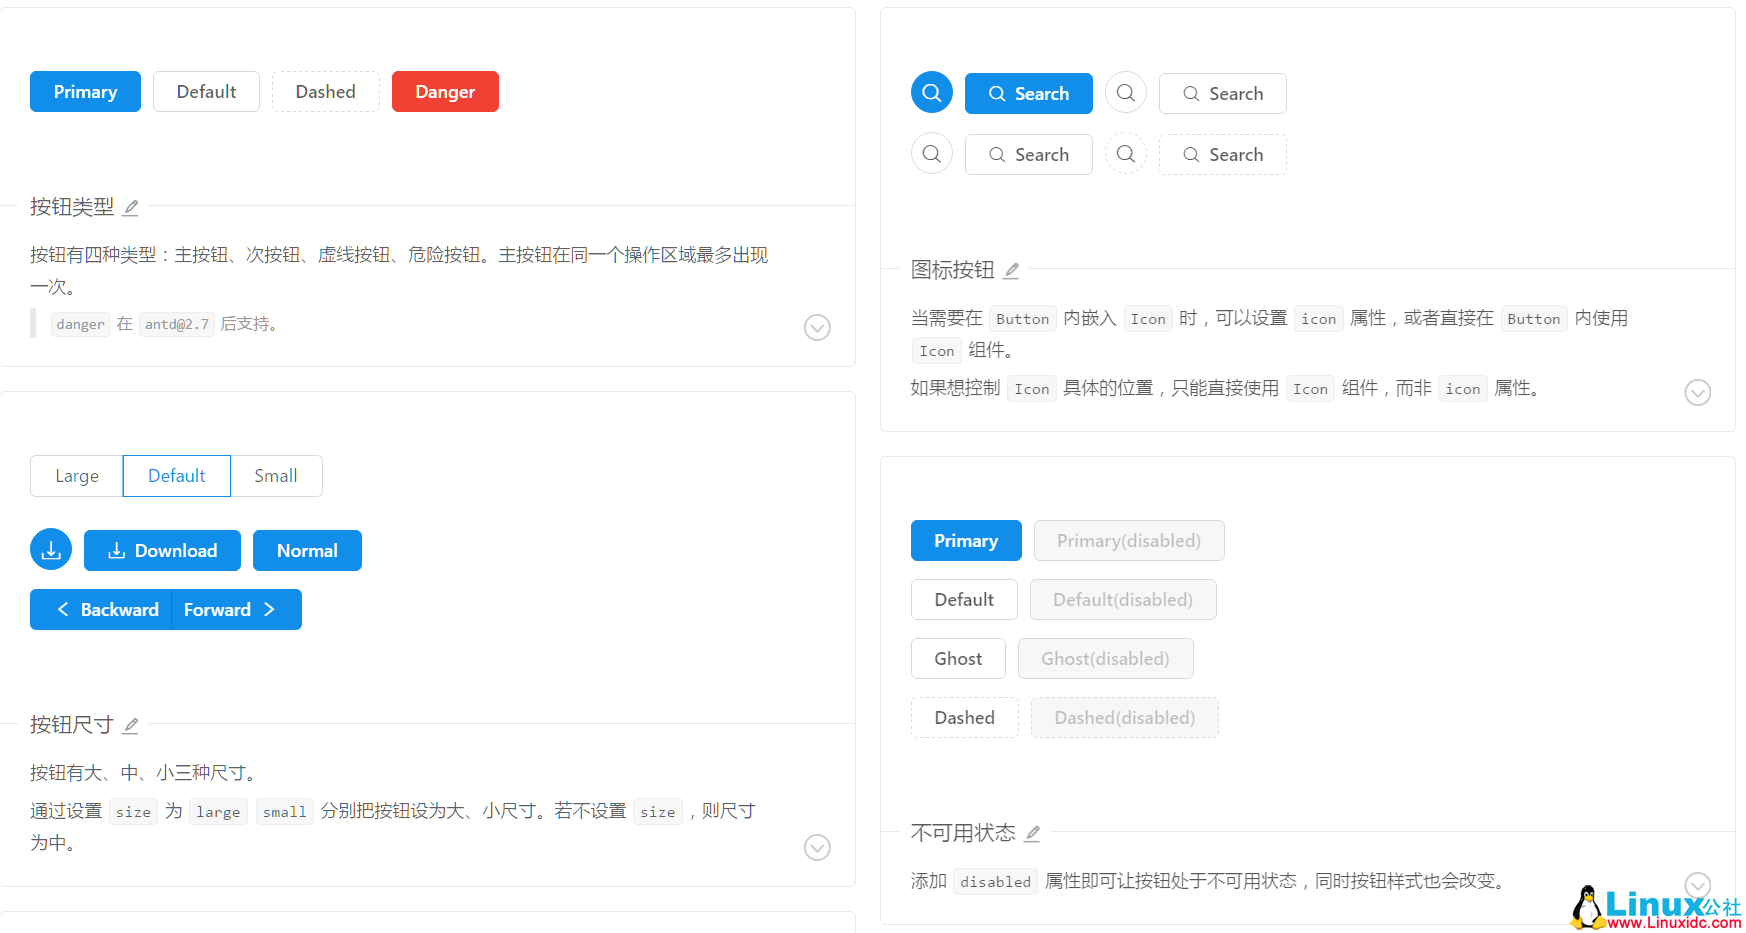 Primary Default Dashed Danger
按钮类型
按钮有四种类型：主按钮、次按钮、虚线按钮、危险按钮。主按钮在同一个操作区域最多出现
一次。
danger 在 antd@2.7 后支持。
Large Default Small
Download Normal
Backward Forward
按钮尺寸
按钮有大、中、小三种尺寸。
通过设置 size 为 large small 分别把按钮设为大、小尺寸。若不设置 size ，则尺寸
为中。
Search Search
Search Search
图标按钮
当需要在 Button 内嵌入 Icon 时，可以设置 icon 属性，或者直接在 Button 内使用
Icon 组件。
如果想控制 Icon 具体的位置，只能直接使用 Icon 组件，而非 icon 属性。
Primary Primary(disabled)
Default Default(disabled)
Ghost Ghost(disabled)
Dashed Dashed(disabled)
不可用状态
添加 disabled 属性即可让按钮处于不可用状态，同时按钮样式也会改变。
Linux公社
www.Linuxidc.com